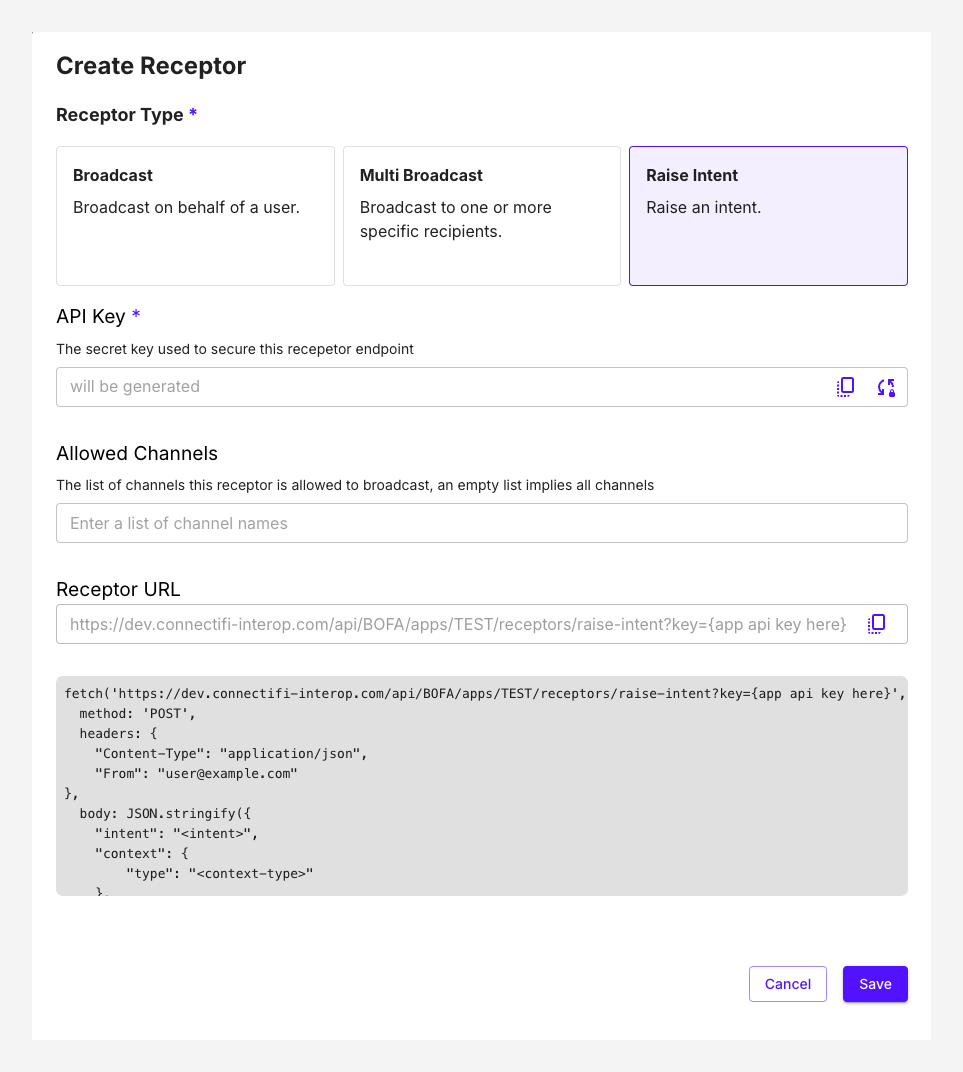 Create Receptor
Receptor Type *
Broadcast
Broadcast on behalf of a user.
Multi Broadcast
Broadcast to one or more
specific recipients.
Raise Intent
Raise an intent.
API Key *
The secret key used to secure this recepetor endpoint
will be generated
Allowed Channels
The list of channels this receptor is allowed to broadcast, an empty list implies all channels
Enter a list of channel names
Receptor URL
https://dev.connectifi-interop.com/api/BOFA/apps/TEST/receptors/raise-intent?key={app api key here}
fetch('https://dev.connectifi-interop.com/api/BOFA/apps/TEST/receptors/raise-intent?key={app api key here}',
  method: 'POST',
  headers: {
    "Content-Type": "application/json",
    "From": "user@example.com"
},
  body: JSON.stringify({
    "intent": "<intent>",
    "context": {
        "type": "<context-type>"
    },
Cancel
Save